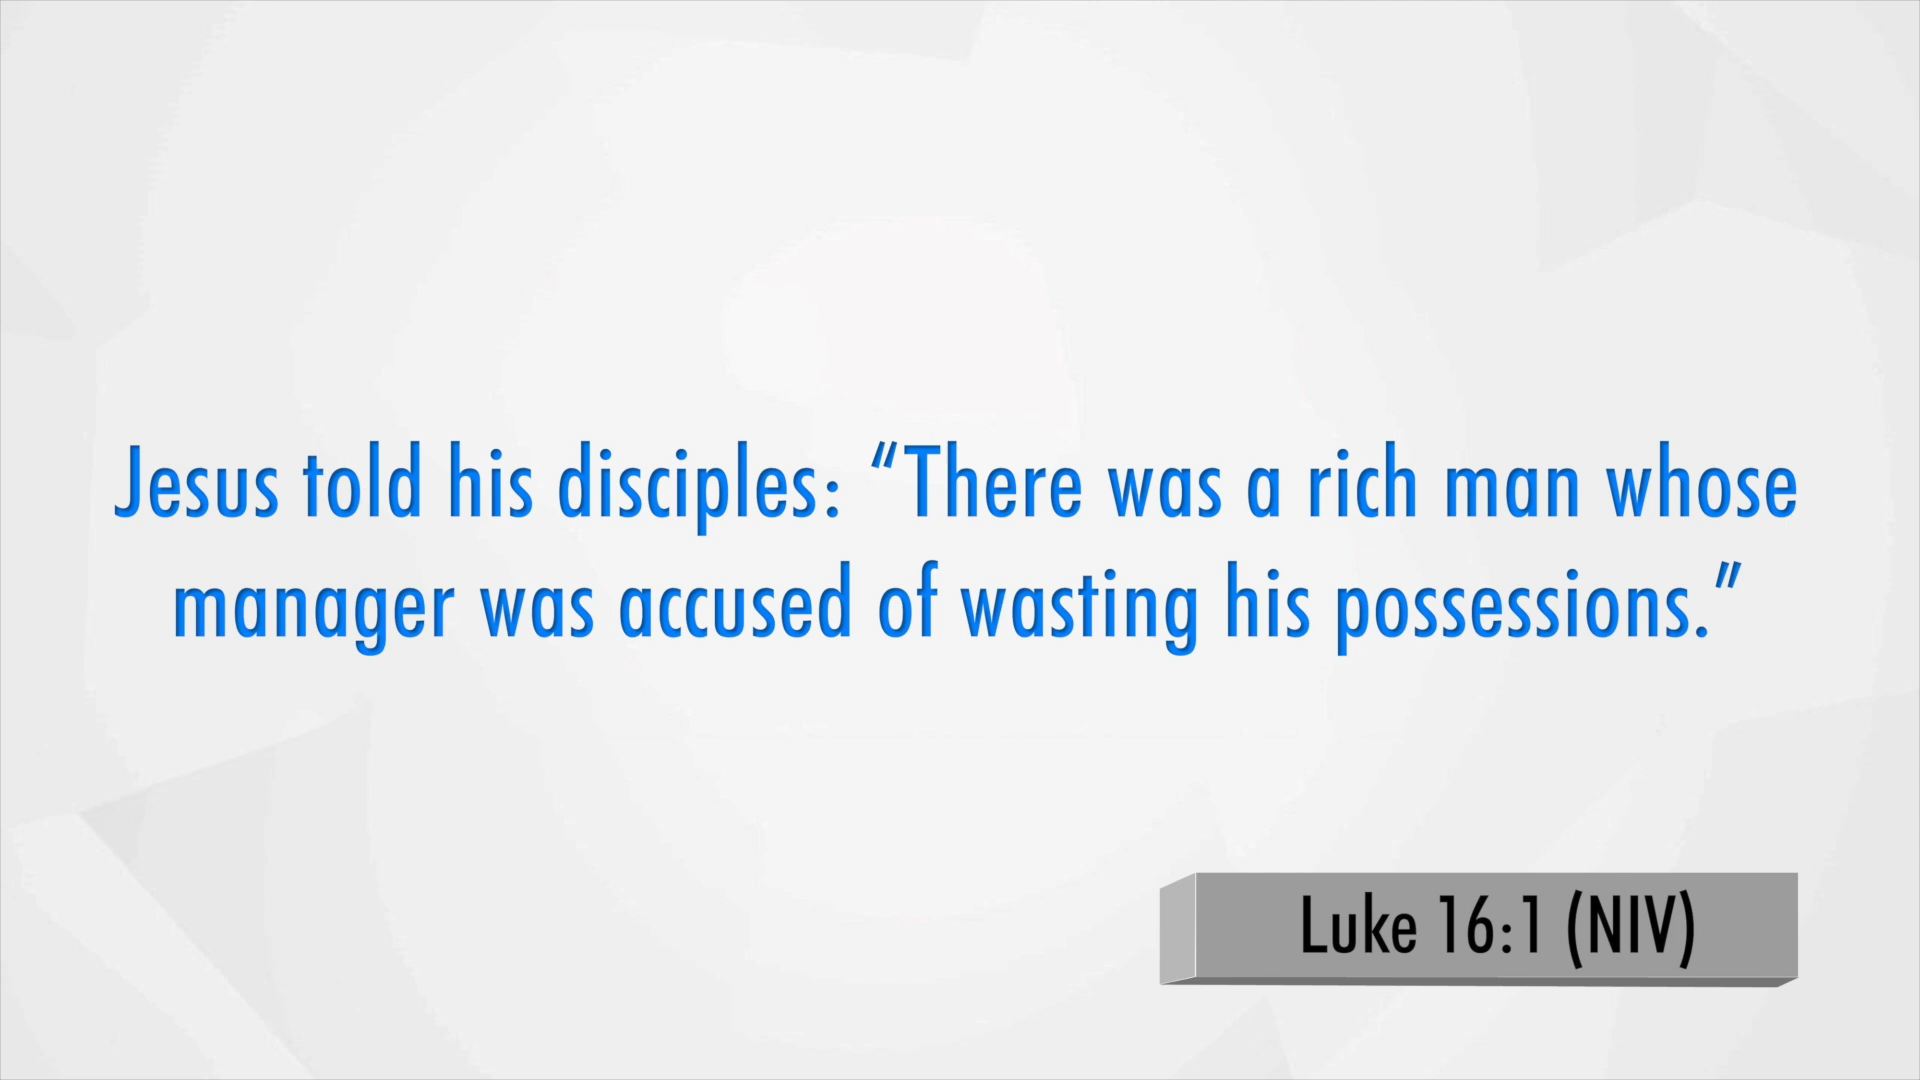 Jesus told his disciples: “There was a rich man whose
manager was accused of wasting his possessions.”
Luke 16:1 (NIV)